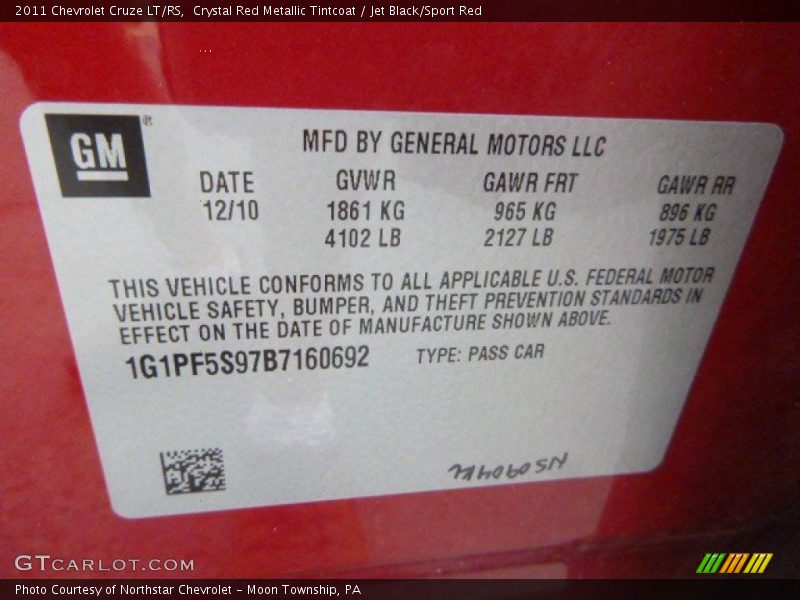 2011 Chevrolet Cruze LT/RS,  Crystal Red Metallic Tintcoat / Jet Black/Sport Red
GM®
MFD BY GENERAL MOTORS LLC
DATE GVWR GAWR FRT GAWR RR
12/10 1861 KG 965 KG 896 KG
4102 LB 2127 LB 1975 LB
THIS VEHICLE CONFORMS TO ALL APPLICABLE U.S. FEDERAL MOTOR
VEHICLE SAFETY, BUMPER, AND THEFT PREVENTION STANDARDS IN
EFFECT ON THE DATE OF MANUFACTURE SHOWN ABOVE.
1G1PF5S97B7160692 TYPE: PASS CAR
GTCARLOT.COM
Photo Courtesy of Northstar Chevrolet - Moon Township, PA